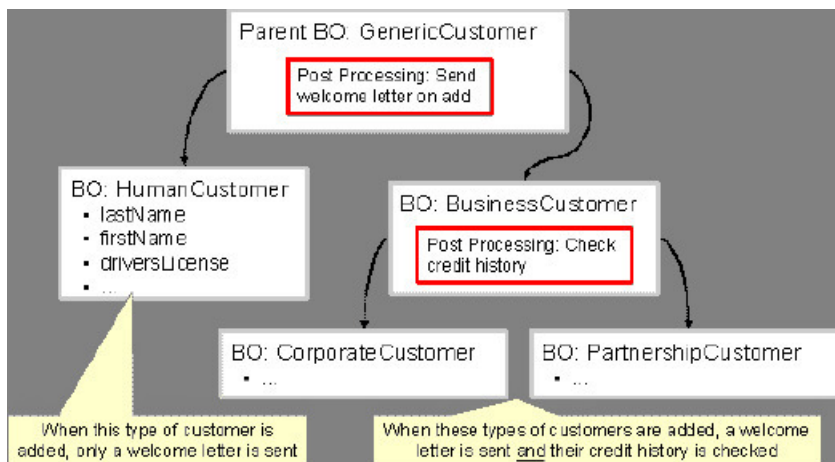 Parent BO: GenericCustomer
Post Processing: Send
welcome letter on add
BO: HumanCustomer
▪ lastName
▪ firstName
▪ driversLicense
▪ ...
BO: BusinessCustomer
Post Processing: Check
credit history
BO: CorporateCustomer
▪ ...
BO: PartnershipCustomer
▪ ...
When this type of customer is
added, only a welcome letter is sent
When these types of customers are added, a welcome
letter is sent and their credit history is checked